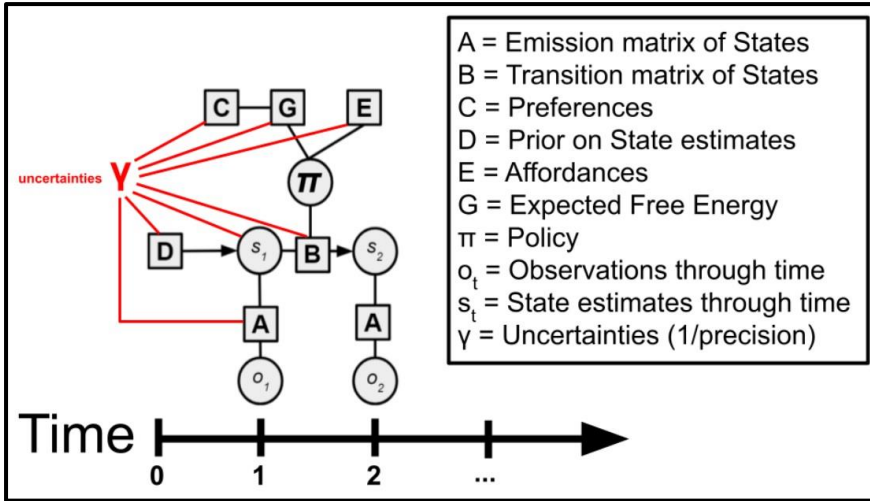 C G E
uncertainties γ
π
D s₁ B s₂
A A
o₁ o₂
Time
0 1 2 ...
A = Emission matrix of States
B = Transition matrix of States
C = Preferences
D = Prior on State estimates
E = Affordances
G = Expected Free Energy
π = Policy
oₜ = Observations through time
sₜ = State estimates through time
γ = Uncertainties (1/precision)